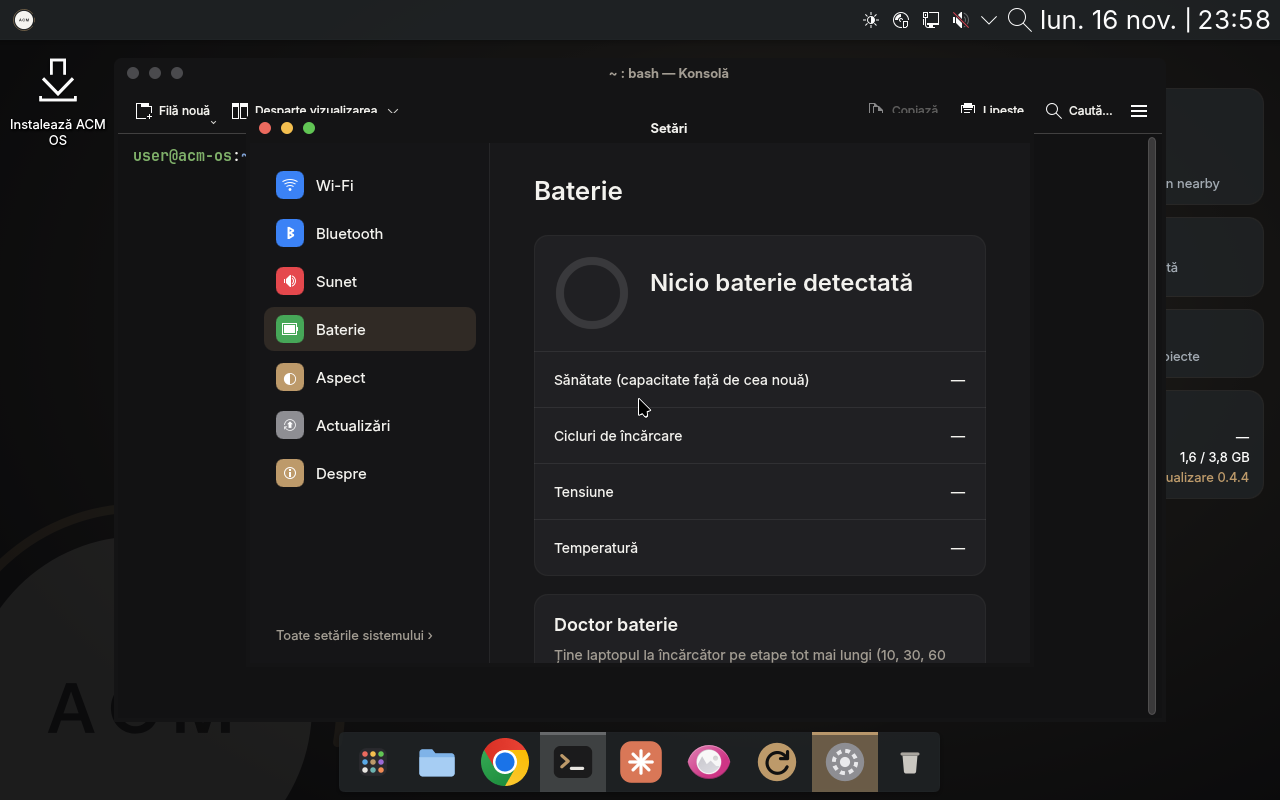 ACM
lun. 16 nov. | 23:58
Instalează ACM
OS
~ : bash — Konsolă
Filă nouă
Desparte vizualizarea
Copiază
Lipește
Caută...
user@acm-os:~
Setări
Wi-Fi
Bluetooth
Sunet
Baterie
Aspect
Actualizări
Despre
Toate setările sistemului ›
Baterie
Nicio baterie detectată
Sănătate (capacitate față de cea nouă) —
Cicluri de încărcare —
Tensiune —
Temperatură —
Doctor baterie
Ține laptopul la încărcător pe etape tot mai lungi (10, 30, 60
nearby
—
1,6 / 3,8 GB
0.4.4
ACM